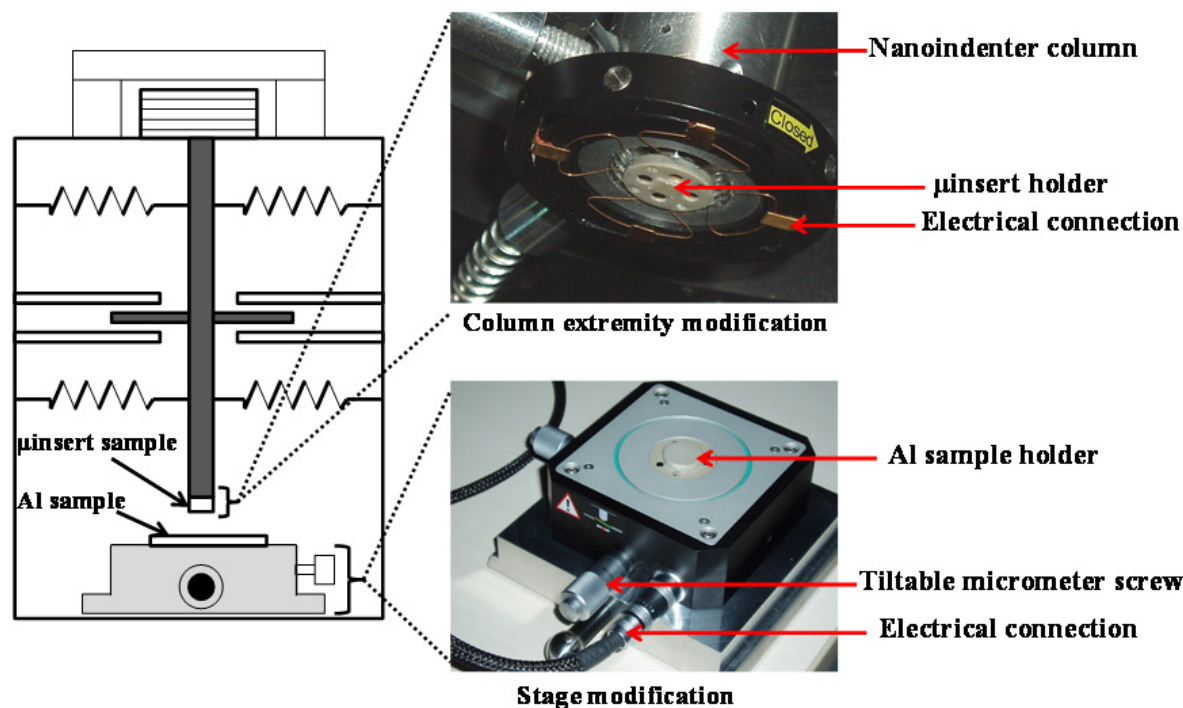 Nanoindenter column
Closed
µinsert holder
Electrical connection
Column extremity modification
µinsert sample
Al sample
Al sample holder
Tiltable micrometer screw
Electrical connection
Stage modification